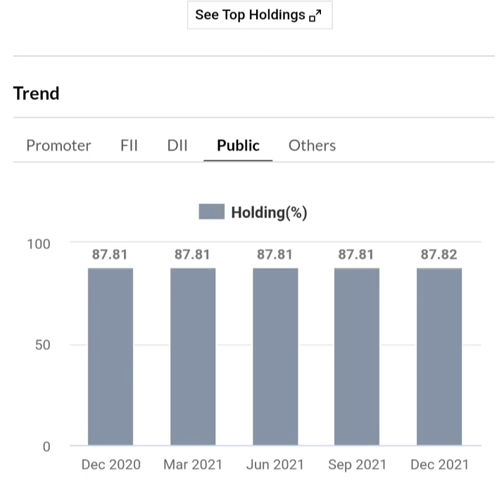 See Top Holdings
Trend
Promoter FII DII Public Others
Holding(%)
100
87.81 87.81 87.81 87.81 87.82
50
0
Dec 2020 Mar 2021 Jun 2021 Sep 2021 Dec 2021